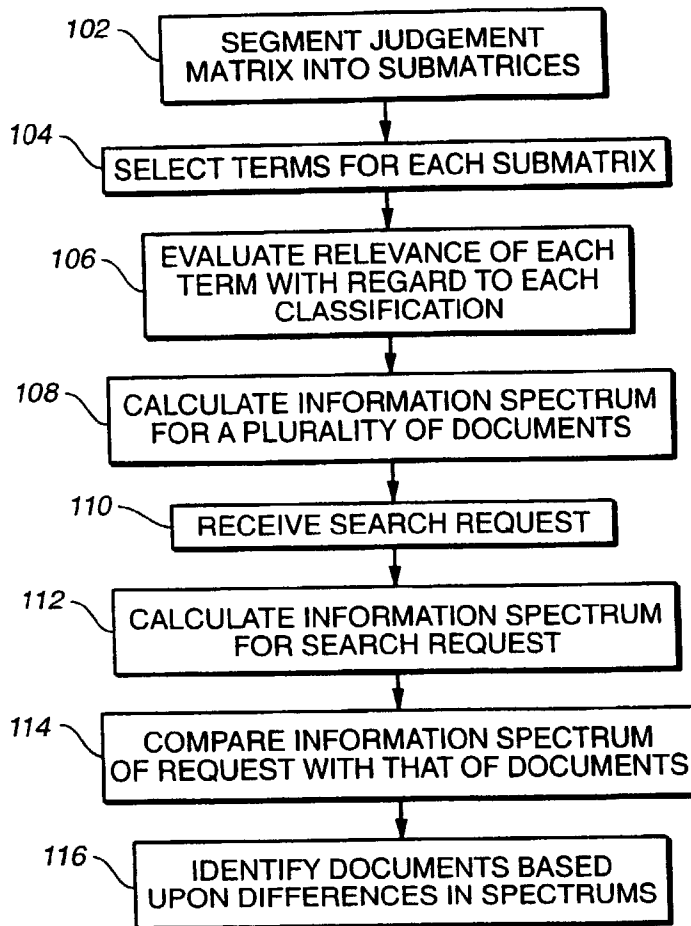 102
SEGMENT JUDGEMENT
MATRIX INTO SUBMATRICES
104
SELECT TERMS FOR EACH SUBMATRIX
106
EVALUATE RELEVANCE OF EACH
TERM WITH REGARD TO EACH
CLASSIFICATION
108
CALCULATE INFORMATION SPECTRUM
FOR A PLURALITY OF DOCUMENTS
110
RECEIVE SEARCH REQUEST
112
CALCULATE INFORMATION SPECTRUM
FOR SEARCH REQUEST
114
COMPARE INFORMATION SPECTRUM
OF REQUEST WITH THAT OF DOCUMENTS
116
IDENTIFY DOCUMENTS BASED
UPON DIFFERENCES IN SPECTRUMS